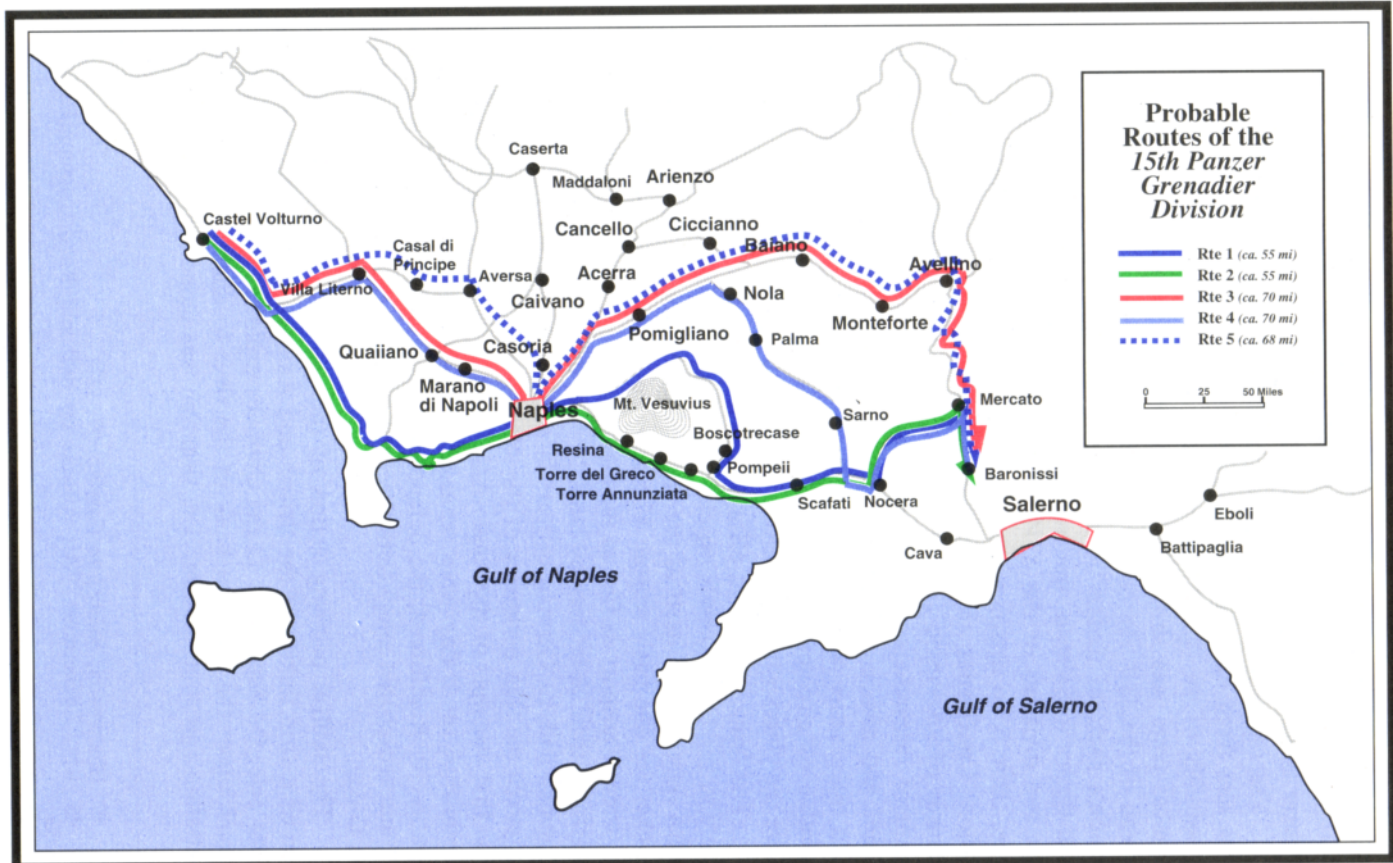 Probable
Routes of the
15th Panzer
Grenadier
Division
Rte 1 (ca. 55 mi)
Rte 2 (ca. 55 mi)
Rte 3 (ca. 70 mi)
Rte 4 (ca. 70 mi)
Rte 5 (ca. 68 mi)
0 25 50 Miles
Caserta
Maddaloni
Arienzo
Castel Volturno
Cancello
Ciccianno
Casal di
Principe
Baiano
Aversa
Acerra
Avellino
Villa Literno
Caivano
Nola
Pomigliano
Monteforte
Quaiiano
Casoria
Palma
Marano
di Napoli
Naples
Mt. Vesuvius
Mercato
Sarno
Resina
Boscotrecase
Torre del Greco
Pompeii
Baronissi
Torre Annunziata
Scafati
Nocera
Salerno
Eboli
Cava
Battipaglia
Gulf of Naples
Gulf of Salerno